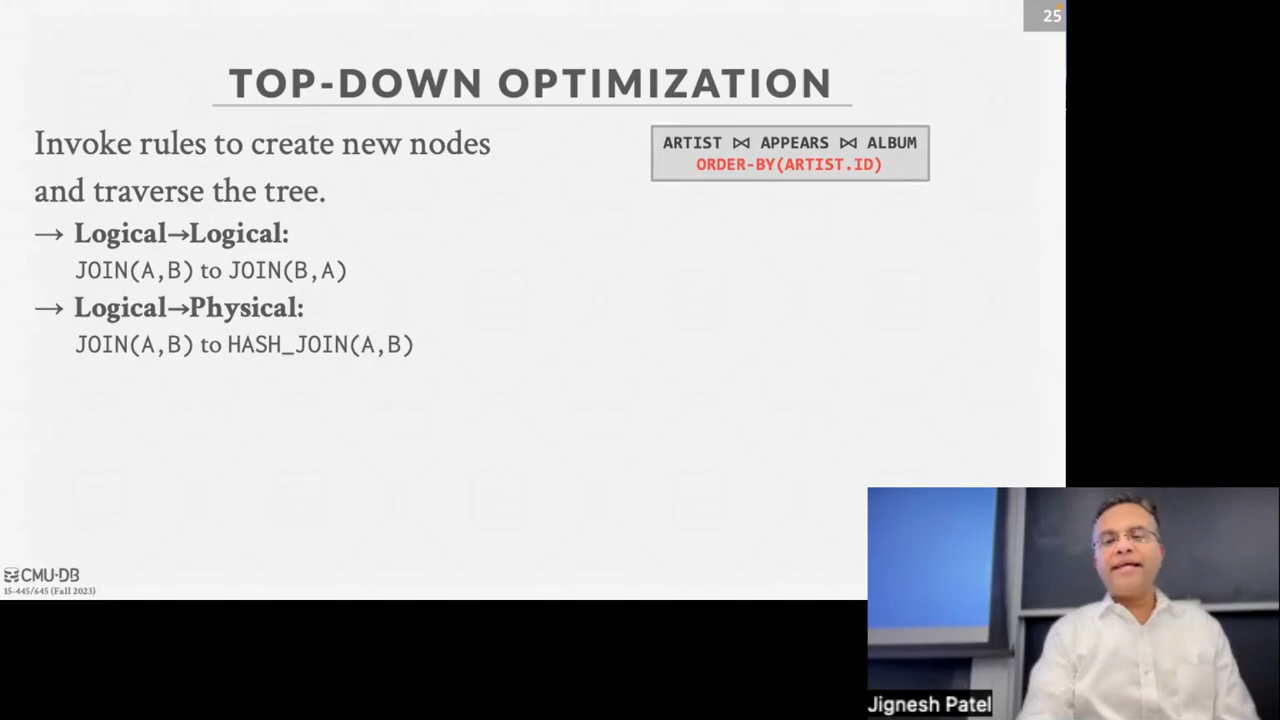 25
TOP-DOWN OPTIMIZATION
Invoke rules to create new nodes
and traverse the tree.
→ Logical→Logical:
JOIN(A,B) to JOIN(B,A)
→ Logical→Physical:
JOIN(A,B) to HASH_JOIN(A,B)
ARTIST ⋈ APPEARS ⋈ ALBUM
ORDER-BY(ARTIST.ID)
CMU·DB
15-445/645 (Fall 2023)
Jignesh Patel